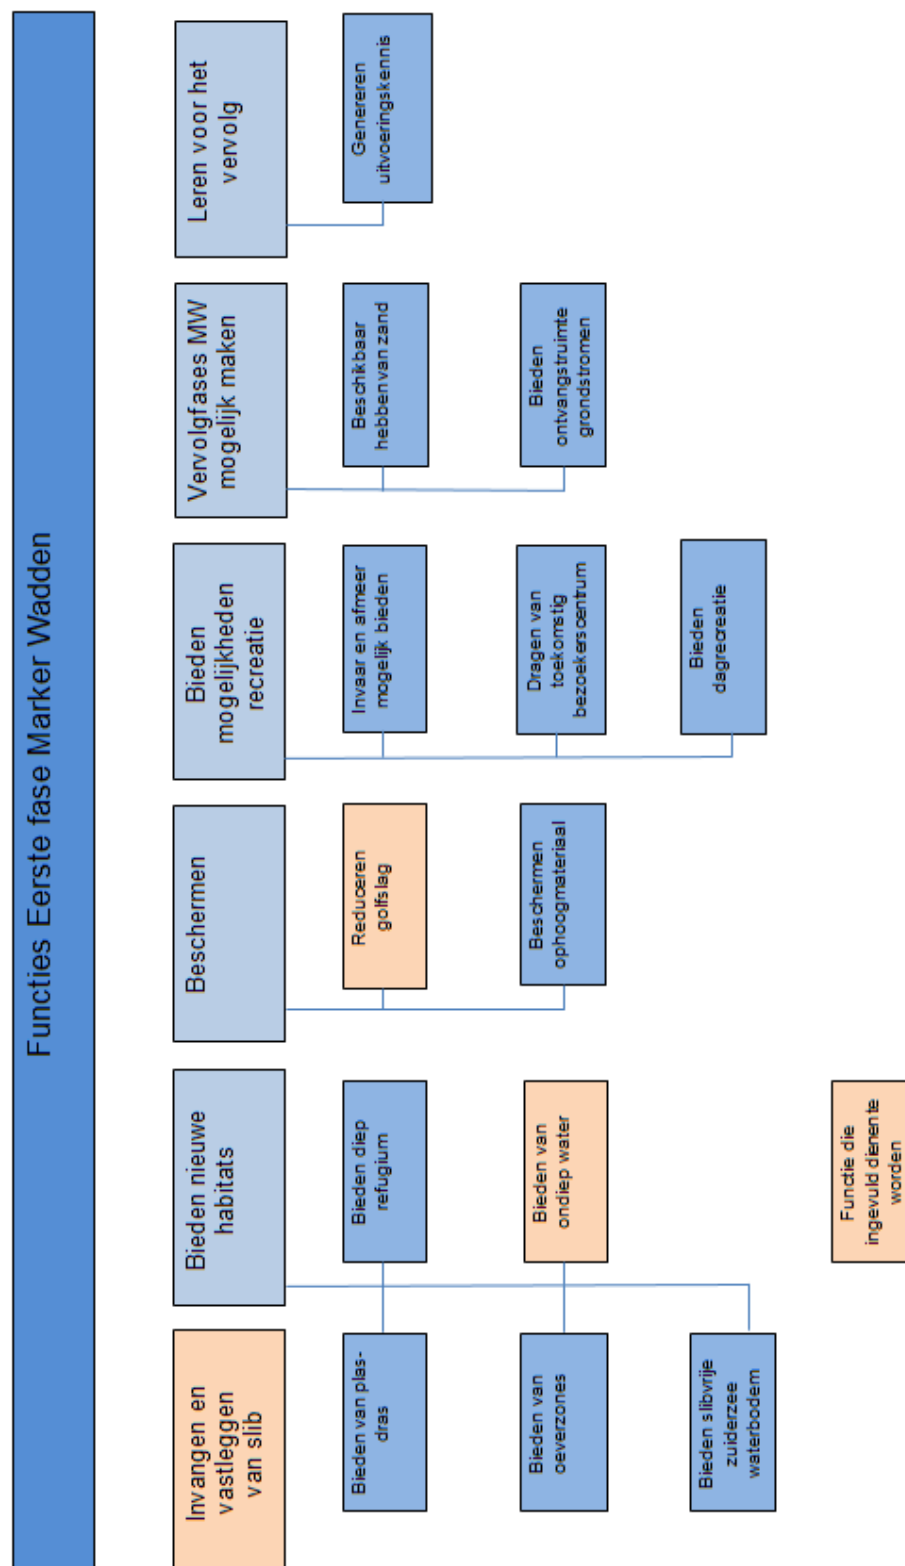 Functies Eerste fase Marker Wadden
Invangen en
vastleggen
van slib
Bieden nieuwe
habitats
Beschermen
Bieden
mogelijkheden
recreatie
Vervolgfases MW
mogelijk maken
Leren voor het
vervolg
Bieden van plas-
dras
Bieden diep
refugium
Reduceren
golfslag
Invaar en afmeer
mogelijk bieden
Beschikbaar
hebben van zand
Genereren
uitvoeringskennis
Bieden van
oeverzones
Bieden van
ondiep water
Beschermen
ophoogmateriaal
Dragen van
toekomstig
bezoekerscentrum
Bieden
ontvangstruimte
grondstromen
Bieden slibvrije
zuiderzee
waterbodem
Bieden
dagrecreatie
Functie die
ingevuld dienen te
worden